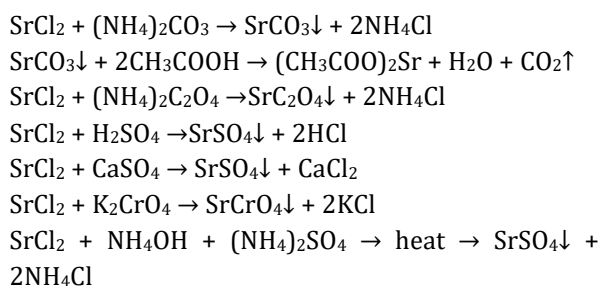 SrCl₂ + (NH₄)₂CO₃ → SrCO₃↓ + 2NH₄Cl
SrCO₃↓ + 2CH₃COOH → (CH₃COO)₂Sr + H₂O + CO₂↑
SrCl₂ + (NH₄)₂C₂O₄ →SrC₂O₄↓ + 2NH₄Cl
SrCl₂ + H₂SO₄ →SrSO₄↓ + 2HCl
SrCl₂ + CaSO₄ → SrSO₄↓ + CaCl₂
SrCl₂ + K₂CrO₄ → SrCrO₄↓ + 2KCl
SrCl₂ + NH₄OH + (NH₄)₂SO₄ → heat → SrSO₄↓ +
2NH₄Cl